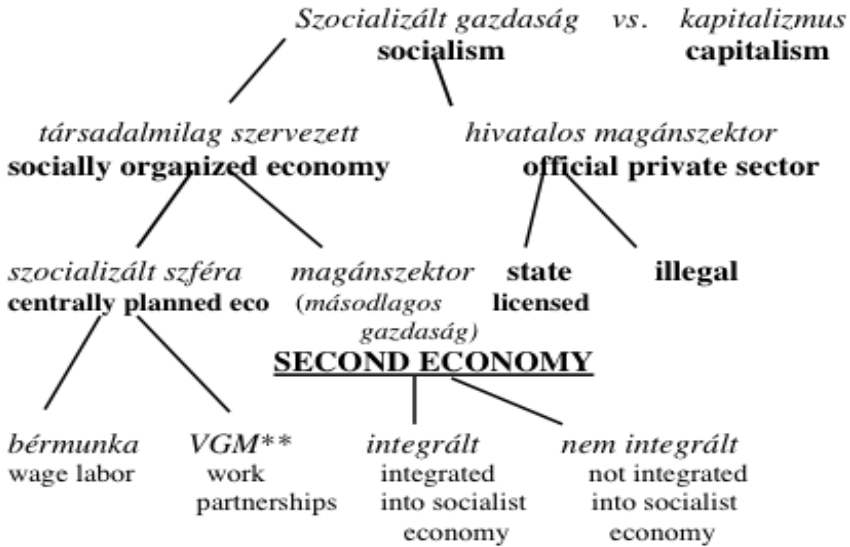 Szocializált gazdaság vs. kapitalizmus
socialism capitalism
társadalmilag szervezett hivatalos magánszektor
socially organized economy official private sector
szocializált szféra magánszektor state illegal
centrally planned eco (másodlagos licensed
gazdaság)
SECOND ECONOMY
bérmunka VGM** integrált nem integrált
wage labor work integrated not integrated
partnerships into socialist into socialist
economy economy